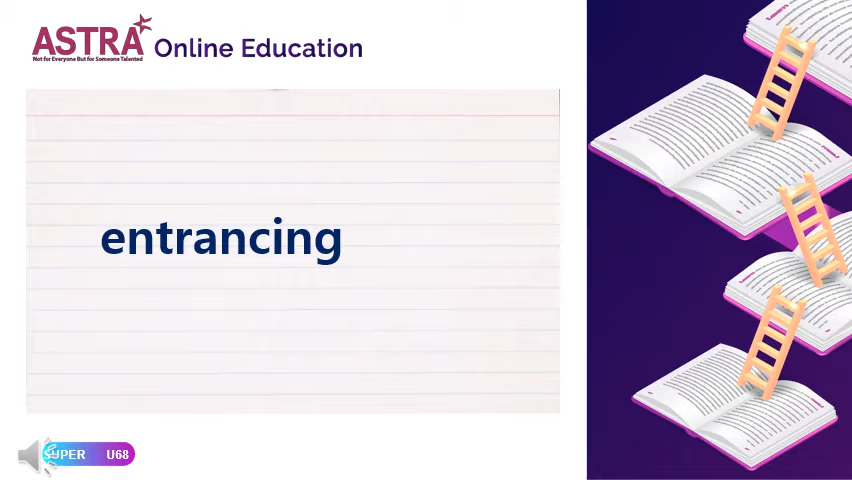 ASTRA
Not for Everyone But for Someone Talented
Online Education
entrancing
SUPER U68